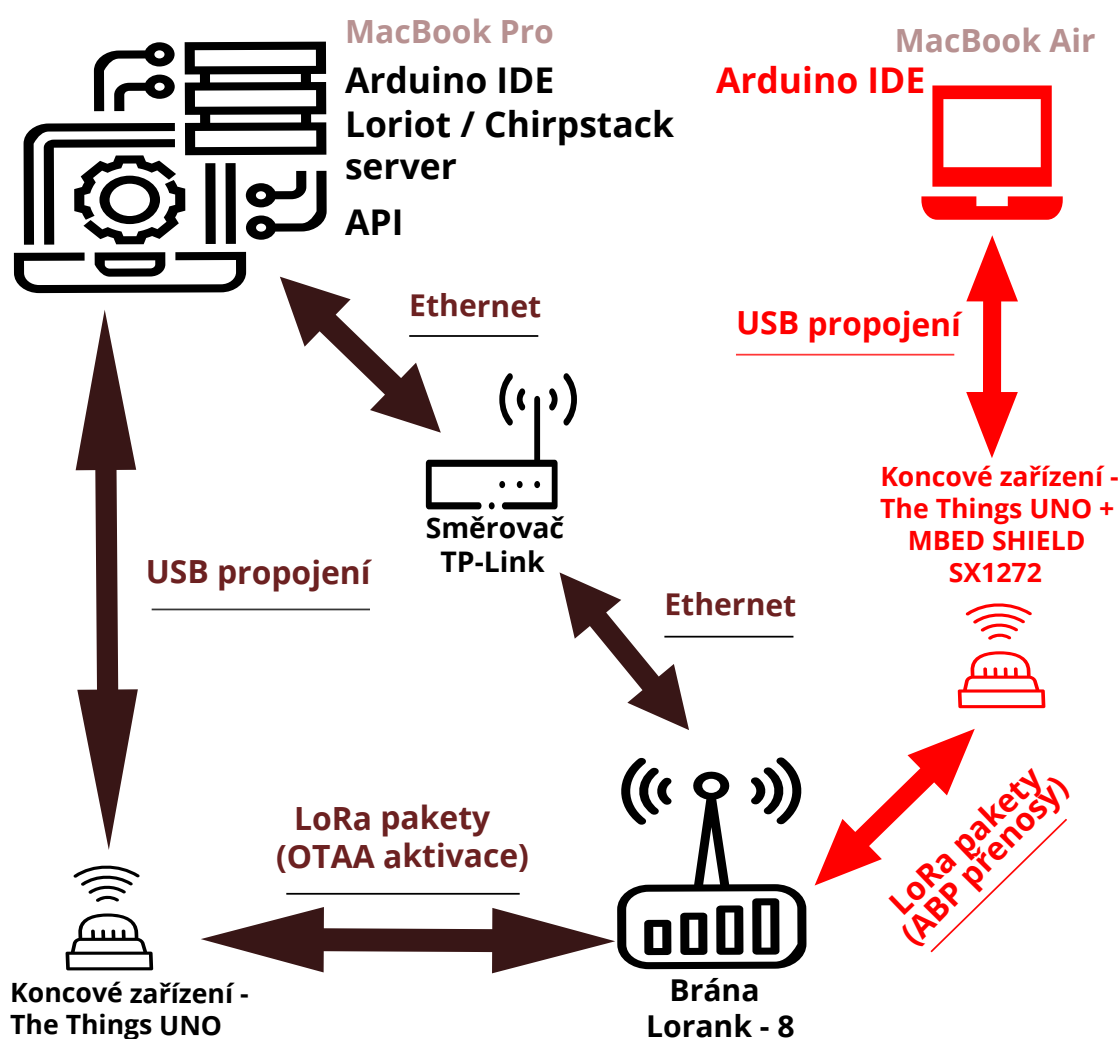 MacBook Pro
Arduino IDE
Loriot / Chirpstack
server
API
MacBook Air
Arduino IDE
Ethernet
USB propojení
Směrovač
TP-Link
Koncové zařízení -
The Things UNO +
MBED SHIELD
SX1272
USB propojení
Ethernet
LoRa pakety
(OTAA aktivace)
LoRa pakety
(ABP přenosy)
Koncové zařízení -
The Things UNO
Brána
Lorank - 8